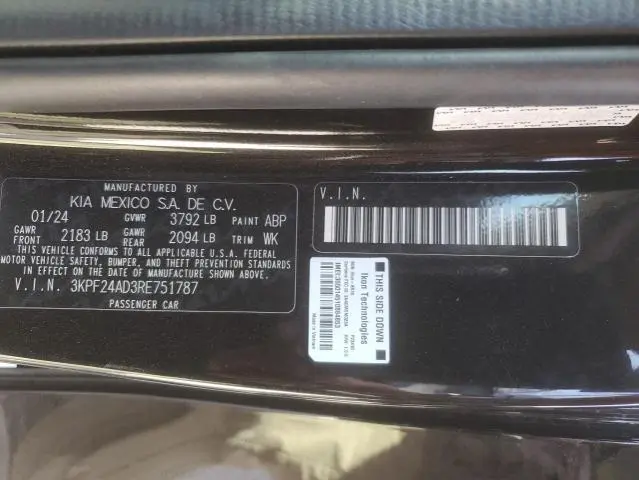 MANUFACTURED BY
KIA MEXICO S.A. DE C.V.
01/24 GVWR 3792 LB PAINT ABP
GAWR FRONT 2183 LB GAWR REAR 2094 LB TRIM WK
THIS VEHICLE CONFORMS TO ALL APPLICABLE U.S.A. FEDERAL
MOTOR VEHICLE SAFETY, BUMPER, AND THEFT PREVENTION STANDARDS
IN EFFECT ON THE DATE OF MANUFACTURE SHOWN ABOVE.
V.I.N. 3KPF24AD3RE751787
PASSENGER CAR
V.I.N.
THIS SIDE DOWN
Ikon Technologies